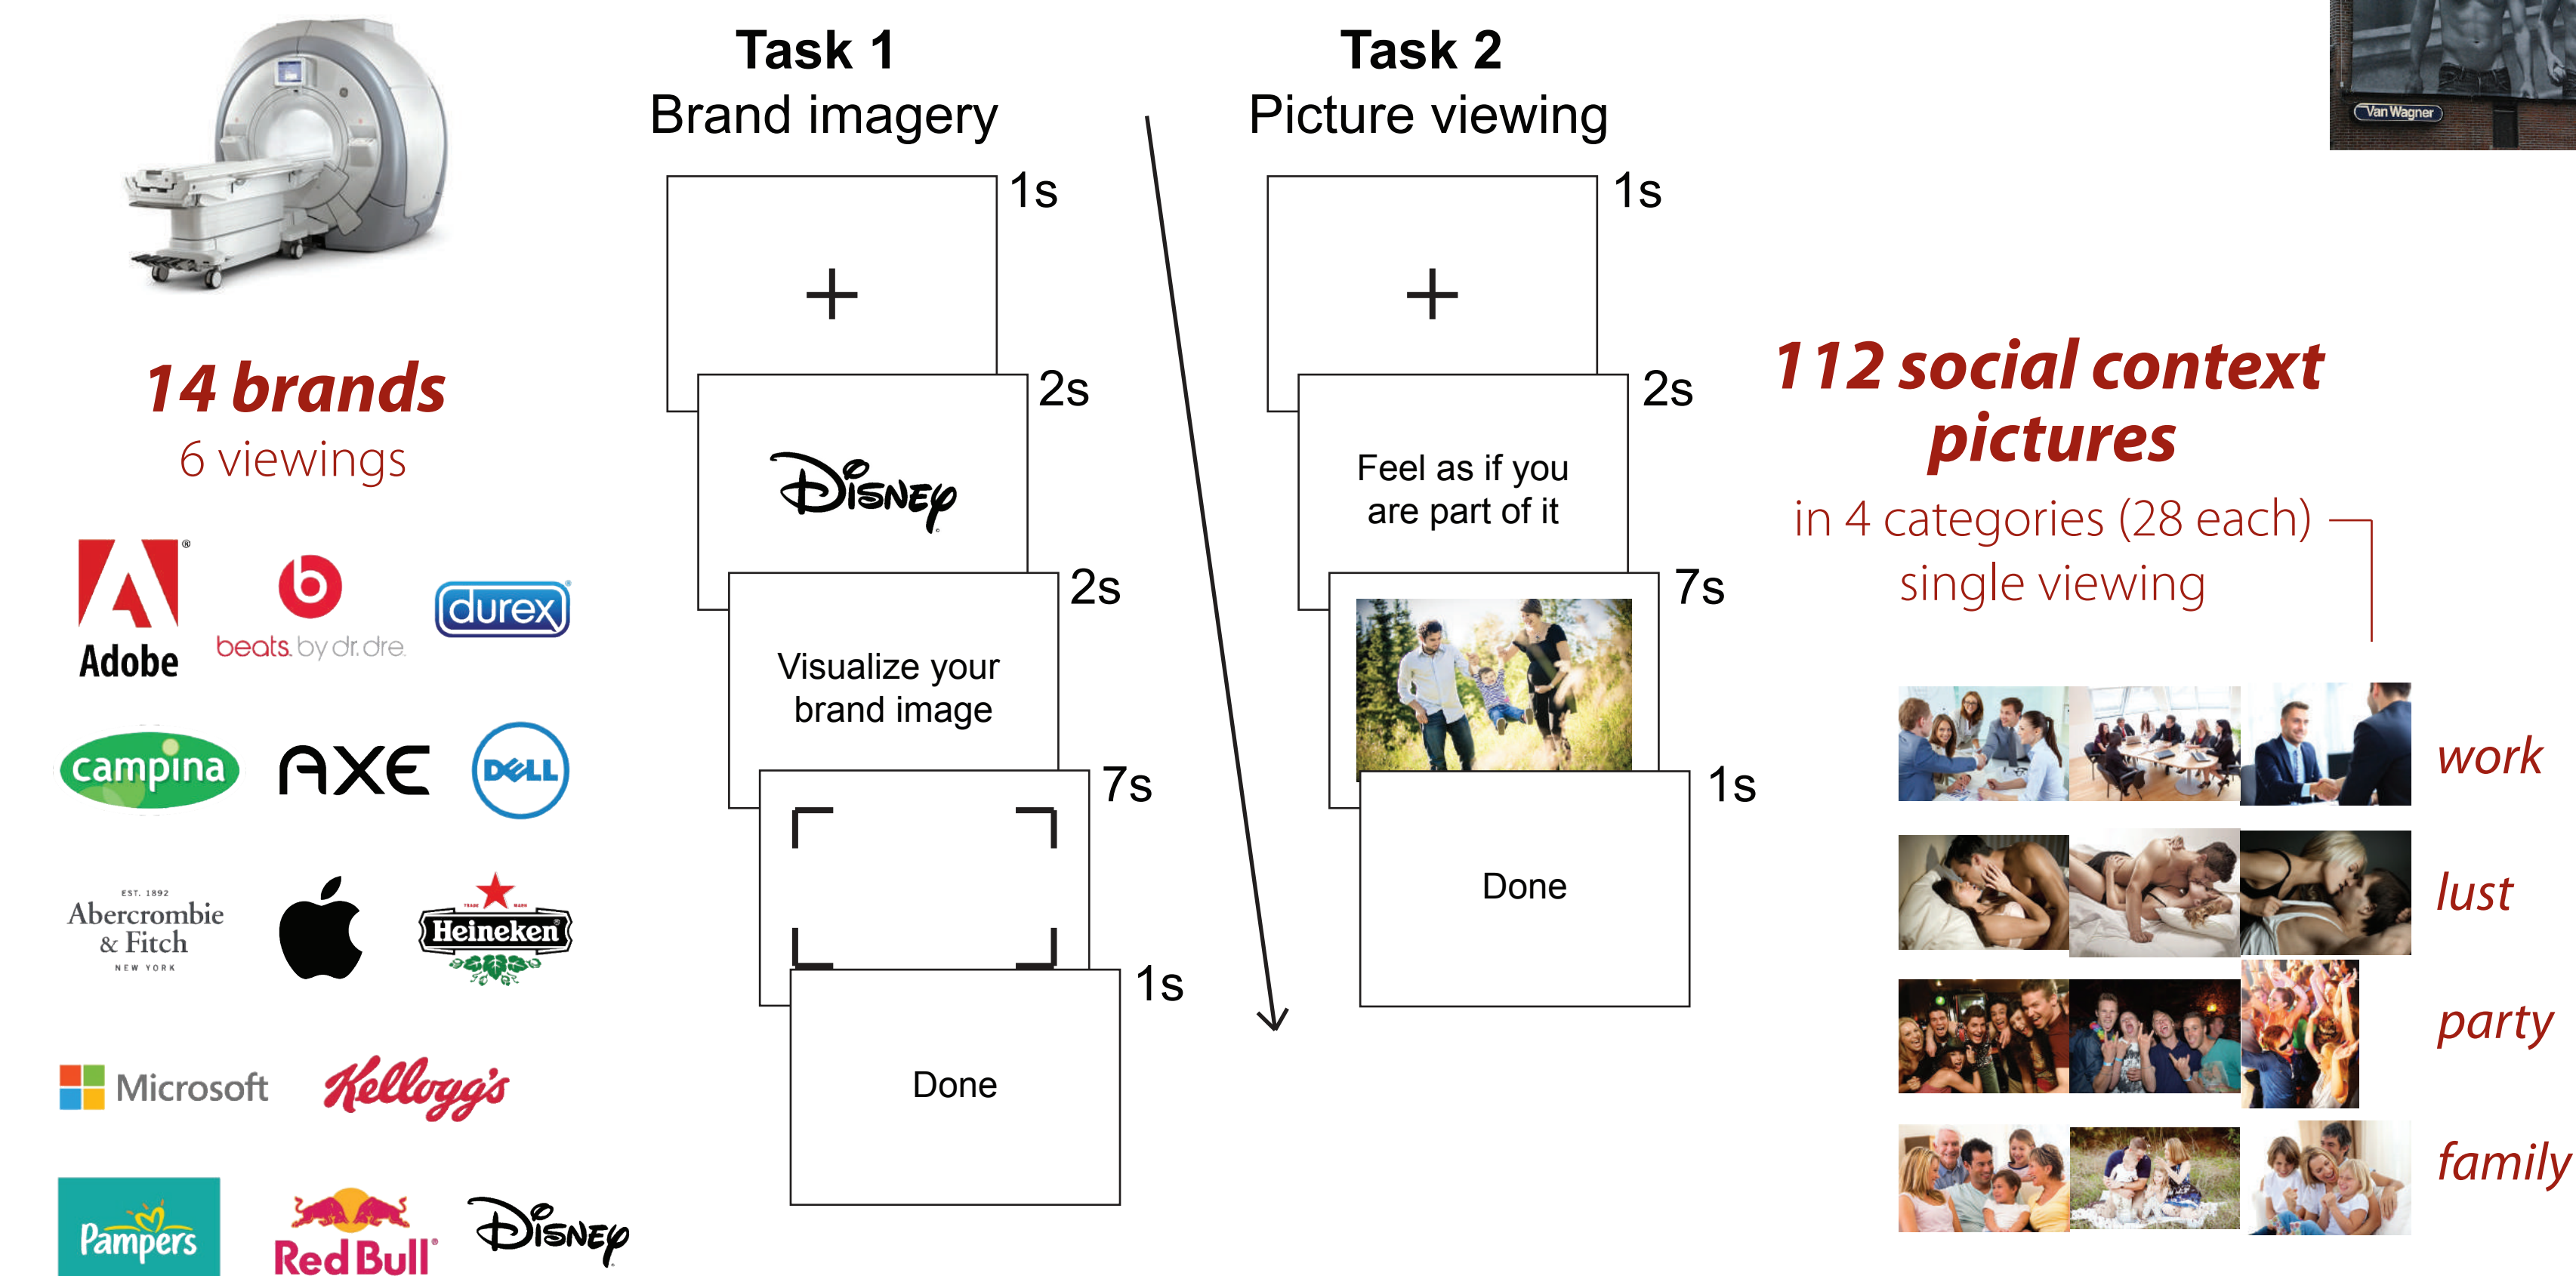 Task 1
Brand imagery
1s
+
2s
Disney
2s
Visualize your
brand image
7s
1s
Done
Task 2
Picture viewing
1s
+
2s
Feel as if you
are part of it
7s
1s
Done
Van Wagner
14 brands
6 viewings
Adobe
®
b
beats. by dr. dre.
durex
campina
AXE
DELL
EST. 1892
Abercrombie
& Fitch
NEW YORK
TRADE MARK
Heineken
Microsoft
Kellogg's
Pampers
Red Bull
Disney
112 social context
pictures
in 4 categories (28 each)
single viewing
work
lust
party
family